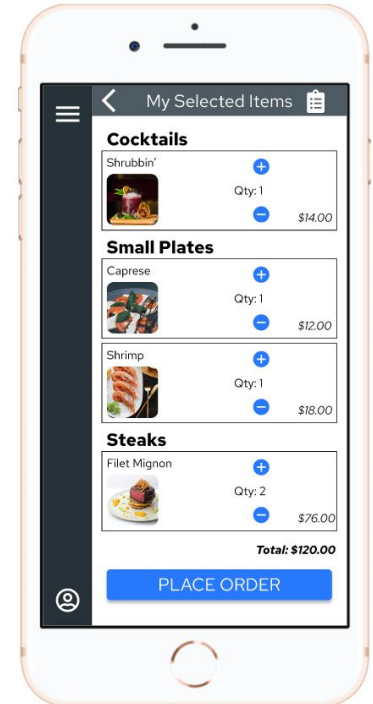 My Selected Items
Cocktails
Shrubbin'
Qty: 1
$14.00
Small Plates
Caprese
Qty: 1
$12.00
Shrimp
Qty: 1
$18.00
Steaks
Filet Mignon
Qty: 2
$76.00
Total: $120.00
PLACE ORDER